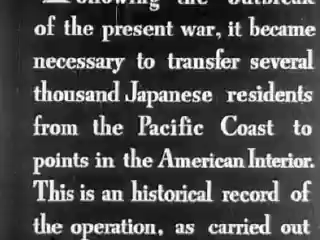 of the present war, it became
necessary to transfer several
thousand Japanese residents
from the Pacific Coast to
points in the American Interior.
This is an historical record of
the operation, as carried out